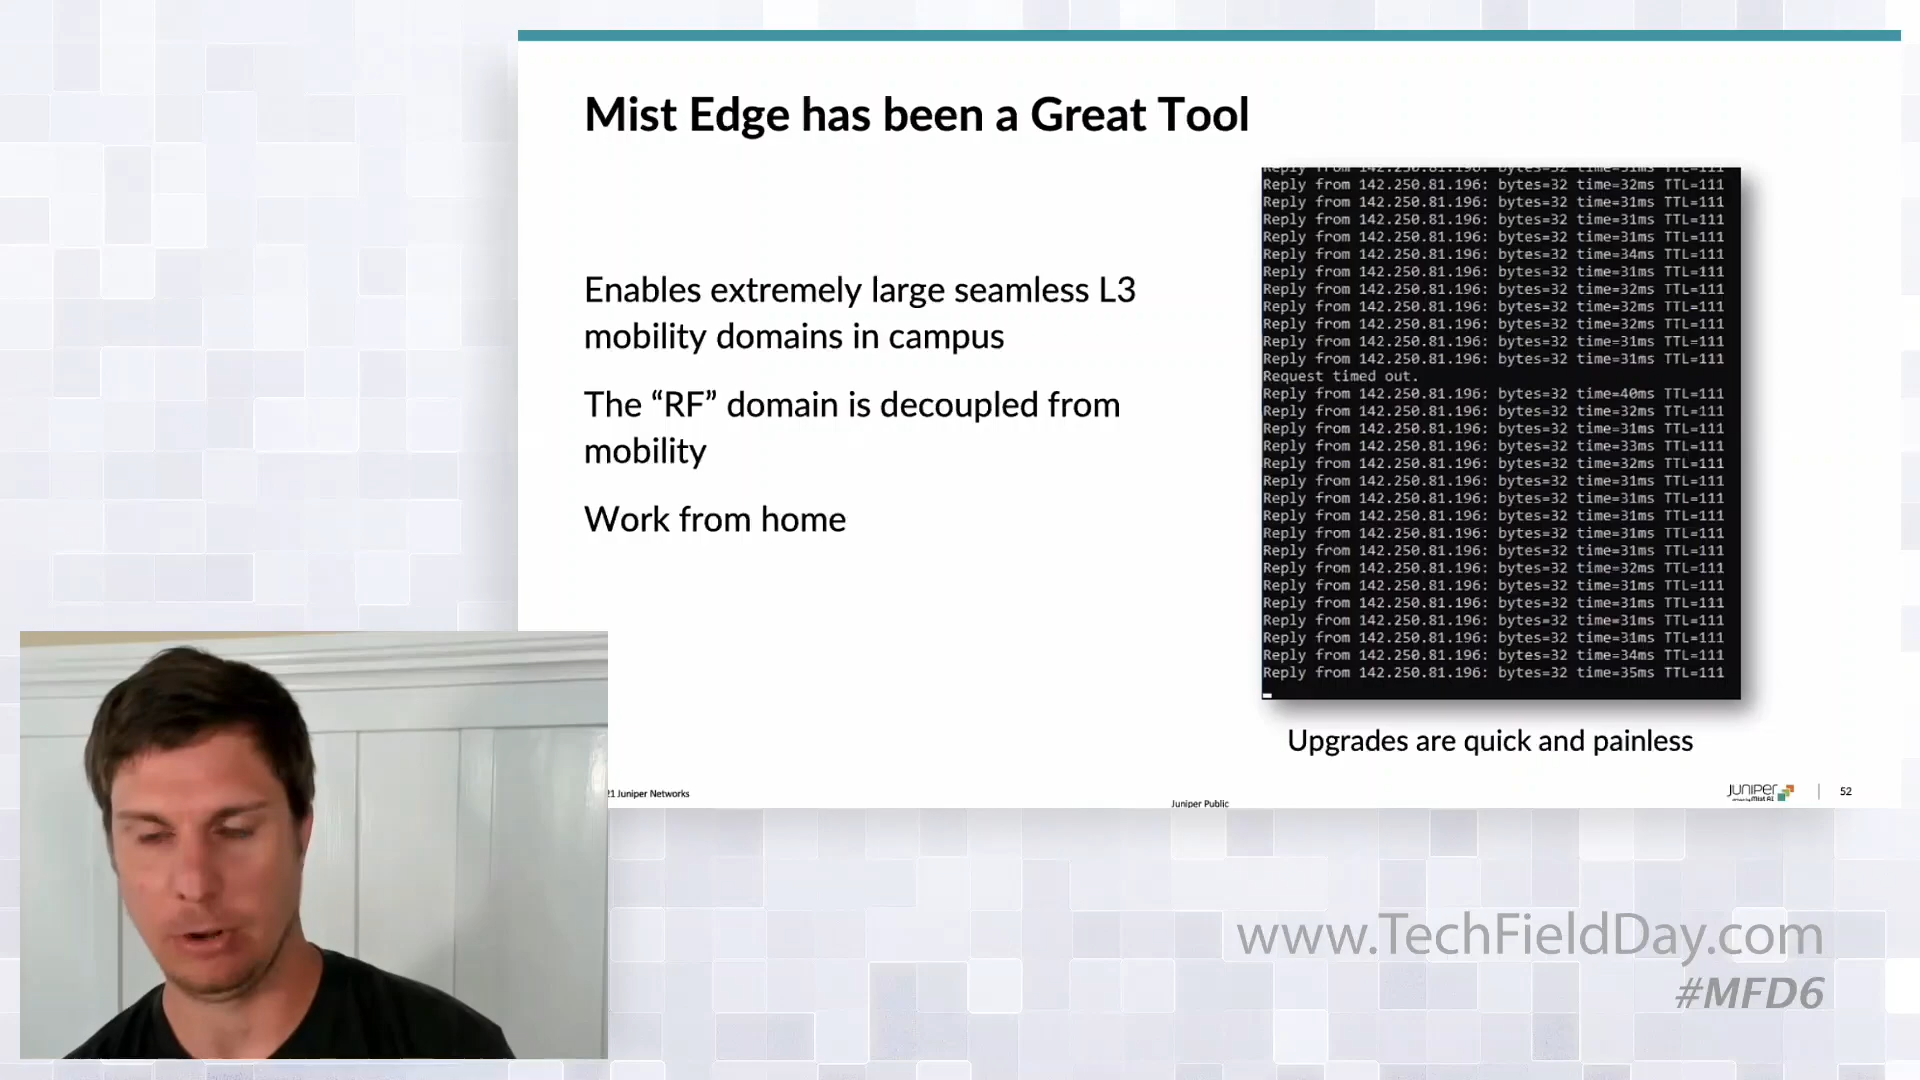 Mist Edge has been a Great Tool
Enables extremely large seamless L3
mobility domains in campus
The “RF” domain is decoupled from
mobility
Work from home
Reply from 142.250.81.196: bytes=32 time=31ms TTL=111
Reply from 142.250.81.196: bytes=32 time=32ms TTL=111
Reply from 142.250.81.196: bytes=32 time=31ms TTL=111
Reply from 142.250.81.196: bytes=32 time=31ms TTL=111
Reply from 142.250.81.196: bytes=32 time=31ms TTL=111
Reply from 142.250.81.196: bytes=32 time=34ms TTL=111
Reply from 142.250.81.196: bytes=32 time=31ms TTL=111
Reply from 142.250.81.196: bytes=32 time=32ms TTL=111
Reply from 142.250.81.196: bytes=32 time=32ms TTL=111
Reply from 142.250.81.196: bytes=32 time=32ms TTL=111
Reply from 142.250.81.196: bytes=32 time=31ms TTL=111
Reply from 142.250.81.196: bytes=32 time=31ms TTL=111
Request timed out.
Reply from 142.250.81.196: bytes=32 time=40ms TTL=111
Reply from 142.250.81.196: bytes=32 time=32ms TTL=111
Reply from 142.250.81.196: bytes=32 time=31ms TTL=111
Reply from 142.250.81.196: bytes=32 time=33ms TTL=111
Reply from 142.250.81.196: bytes=32 time=32ms TTL=111
Reply from 142.250.81.196: bytes=32 time=31ms TTL=111
Reply from 142.250.81.196: bytes=32 time=31ms TTL=111
Reply from 142.250.81.196: bytes=32 time=31ms TTL=111
Reply from 142.250.81.196: bytes=32 time=31ms TTL=111
Reply from 142.250.81.196: bytes=32 time=31ms TTL=111
Reply from 142.250.81.196: bytes=32 time=32ms TTL=111
Reply from 142.250.81.196: bytes=32 time=31ms TTL=111
Reply from 142.250.81.196: bytes=32 time=31ms TTL=111
Reply from 142.250.81.196: bytes=32 time=31ms TTL=111
Reply from 142.250.81.196: bytes=32 time=31ms TTL=111
Reply from 142.250.81.196: bytes=32 time=34ms TTL=111
Reply from 142.250.81.196: bytes=32 time=35ms TTL=111
Upgrades are quick and painless
21 Juniper Networks
Juniper Public
Juniper
52
www.TechFieldDay.com
#MFD6